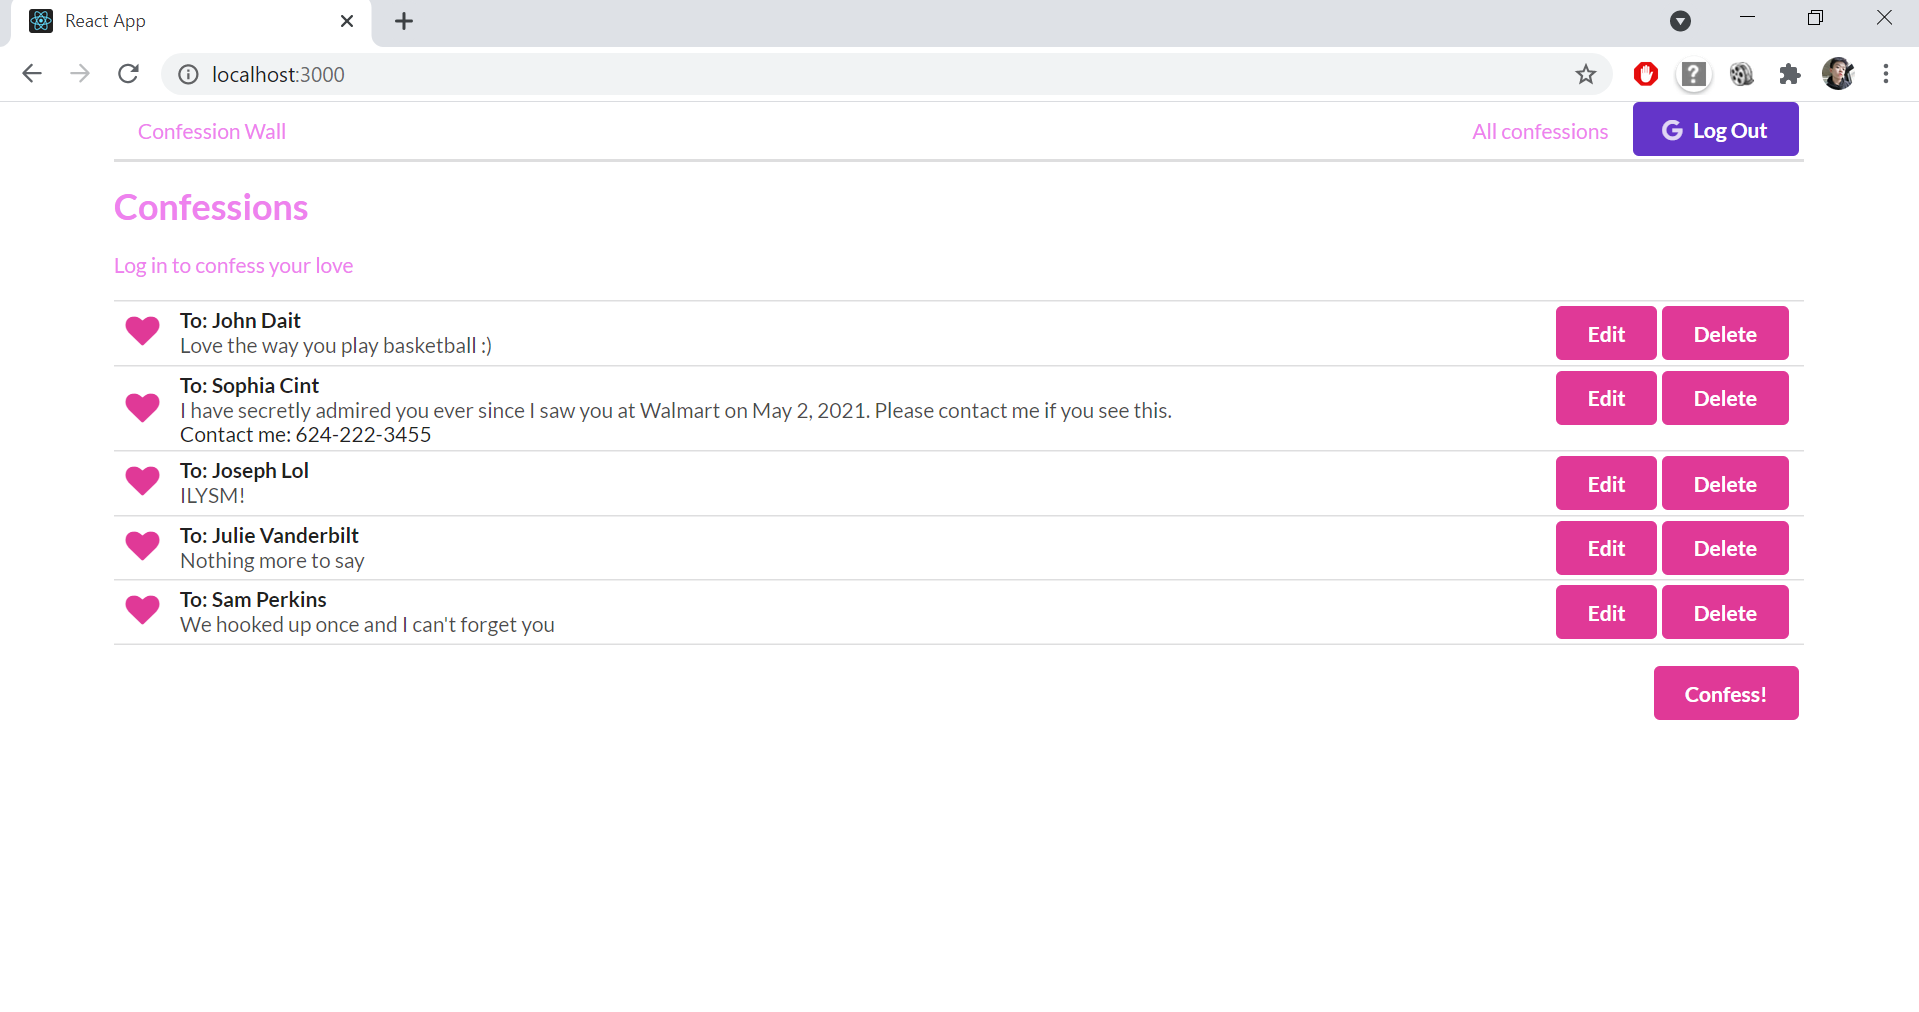 React App
localhost:3000
Confession Wall
All confessions
G Log Out
Confessions
Log in to confess your love
To: John Dait
Love the way you play basketball :)
Edit
Delete
To: Sophia Cint
I have secretly admired you ever since I saw you at Walmart on May 2, 2021. Please contact me if you see this.
Contact me: 624-222-3455
Edit
Delete
To: Joseph Lol
ILYSM!
Edit
Delete
To: Julie Vanderbilt
Nothing more to say
Edit
Delete
To: Sam Perkins
We hooked up once and I can't forget you
Edit
Delete
Confess!